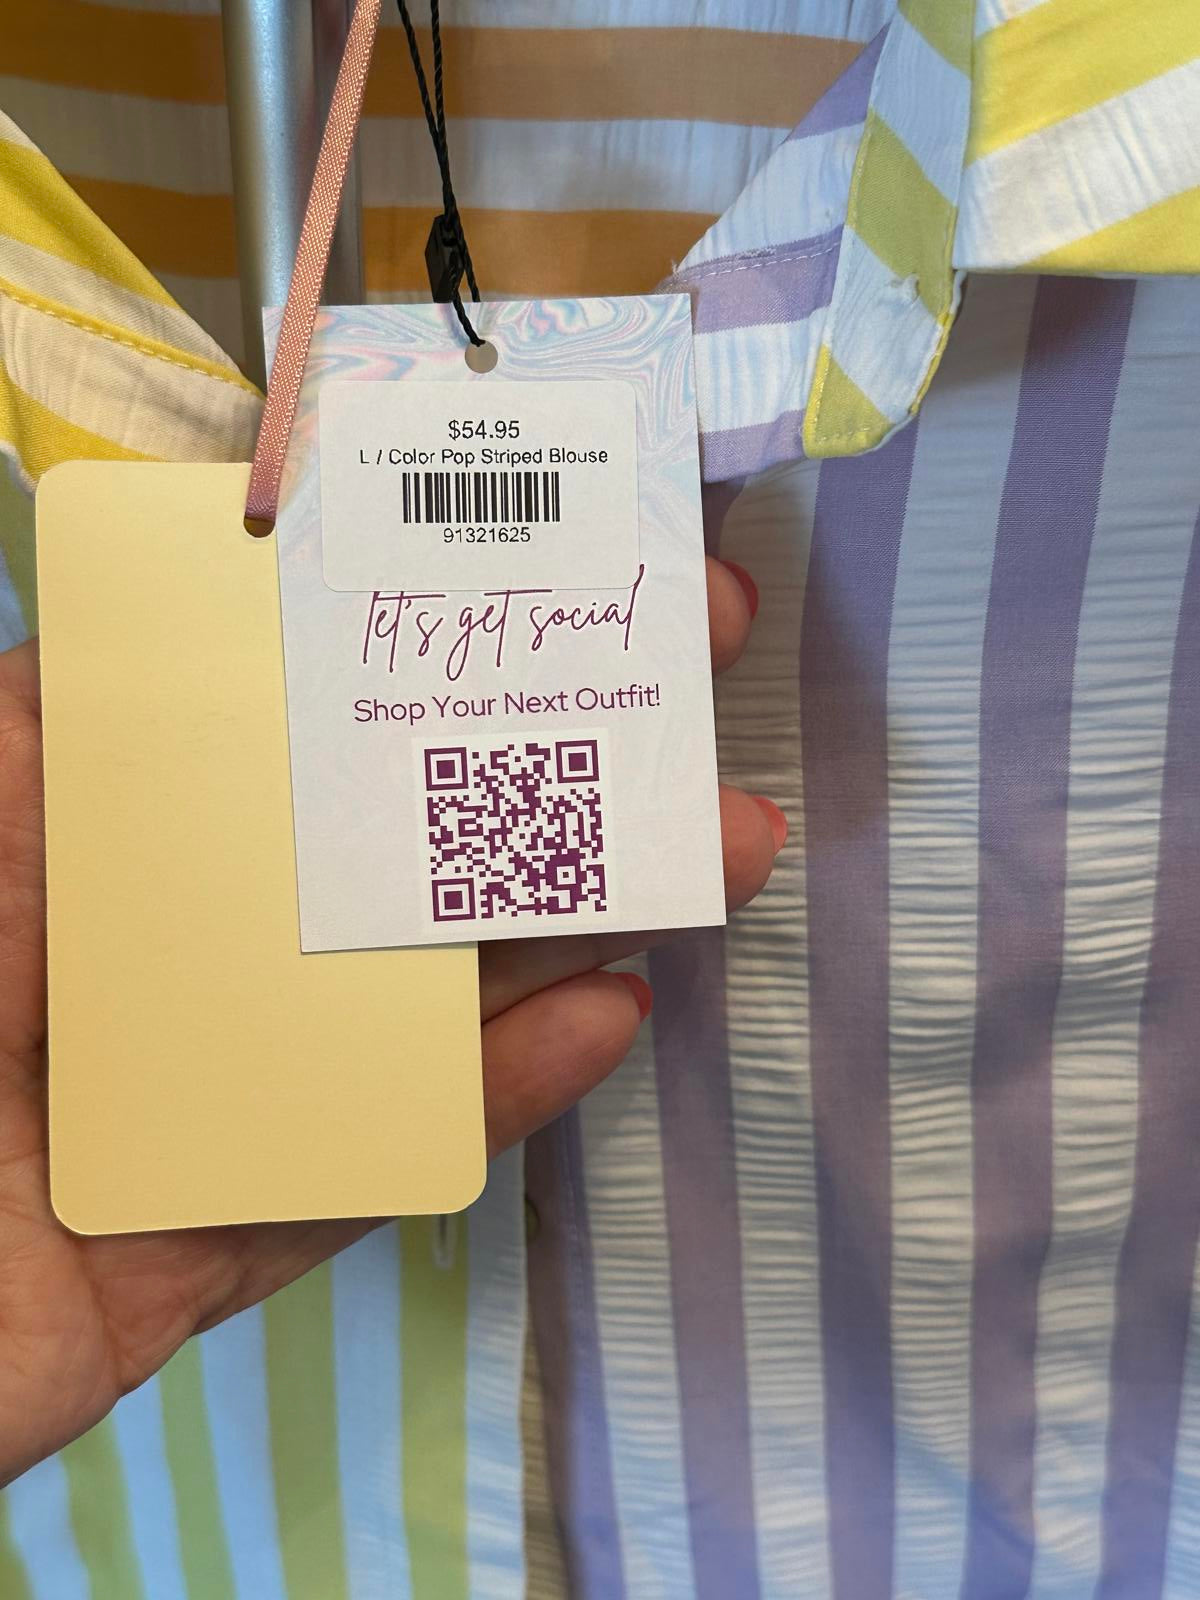 $54.95
L / Color Pop Striped Blouse
91321625
let's get social
Shop Your Next Outfit!